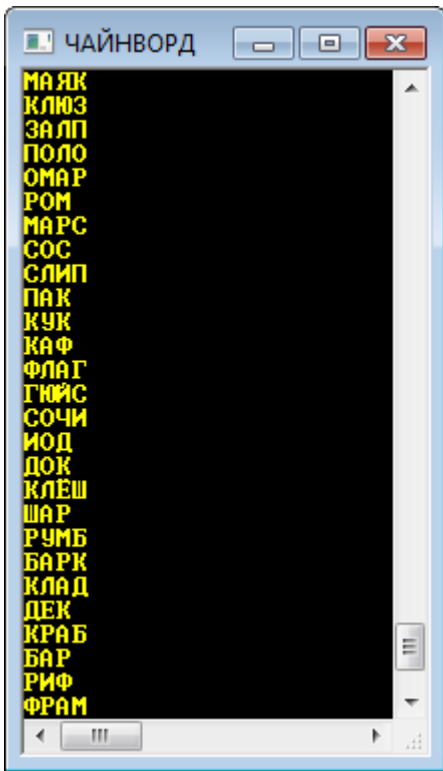 ЧАЙНВОРД
МАЯК
КЛЮЗ
ЗАЛП
ПОЛО
ОМАР
РОМ
МАРС
СОС
СЛИП
ПАК
КУК
КАФ
ФЛАГ
ГЮЙС
СОЧИ
ИОД
ДОК
КЛЁШ
ШАР
РУМБ
БАРК
КЛАД
ДЕК
КРАБ
БАР
РИФ
ФРАМ